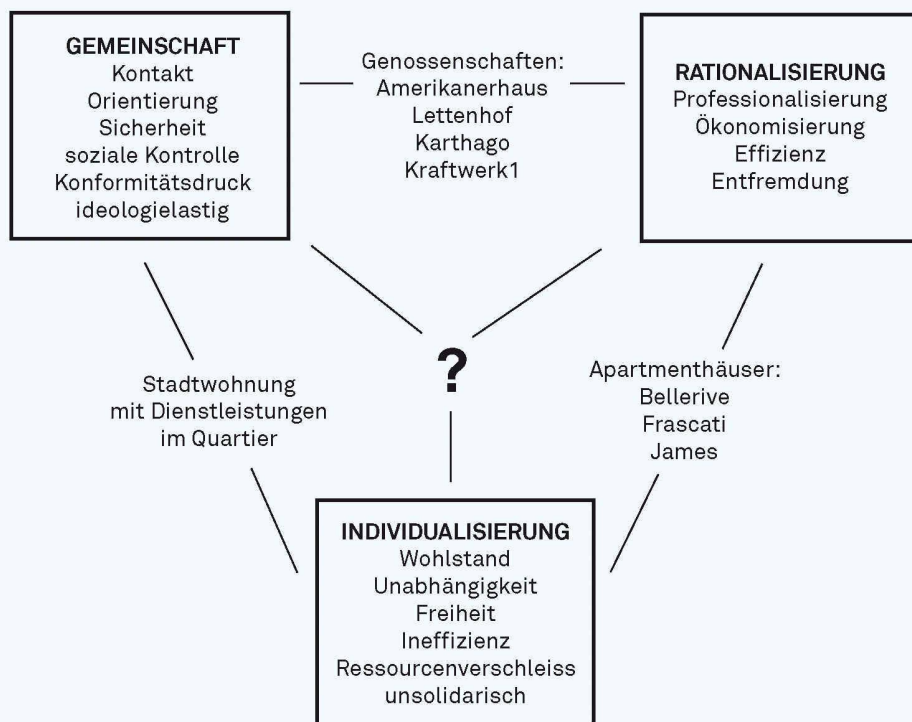 GEMEINSCHAFT
Kontakt
Orientierung
Sicherheit
soziale Kontrolle
Konformitätsdruck
ideologielastig
Genossenschaften:
Amerikanerhaus
Lettenhof
Karthago
Kraftwerk1
RATIONALISIERUNG
Professionalisierung
Ökonomisierung
Effizienz
Entfremdung
Stadtwohnung
mit Dienstleistungen
im Quartier
?
Apartmenthäuser:
Bellerive
Frascati
James
INDIVIDUALISIERUNG
Wohlstand
Unabhängigkeit
Freiheit
Ineffizienz
Ressourcenverschleiss
unsolidarisch